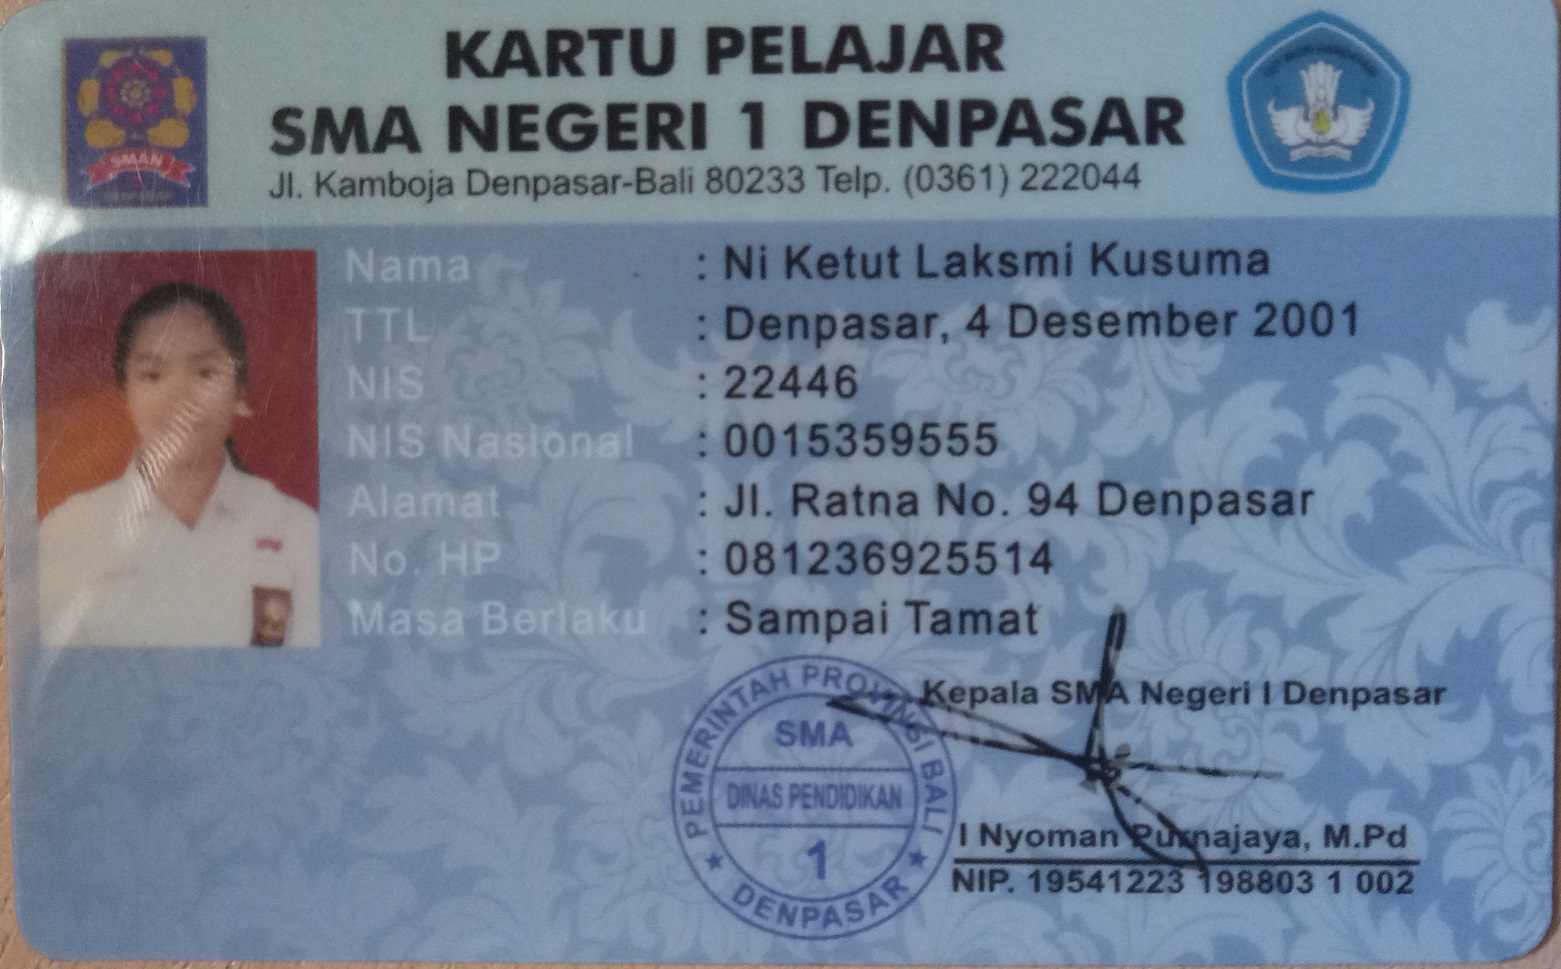 KARTU PELAJAR
SMA NEGERI 1 DENPASAR
Jl. Kamboja Denpasar-Bali 80233 Telp. (0361) 222044
SMAN
Nama : Ni Ketut Laksmi Kusuma
TTL : Denpasar, 4 Desember 2001
NIS : 22446
NIS Nasional : 0015359555
Alamat : Jl. Ratna No. 94 Denpasar
No. HP : 081236925514
Masa Berlaku : Sampai Tamat
Kepala SMA Negeri I Denpasar
PEMERINTAH PROVINSI BALI
SMA
DINAS PENDIDIKAN
1
DENPASAR
I Nyoman Purnajaya, M.Pd
NIP. 19541223 198803 1 002